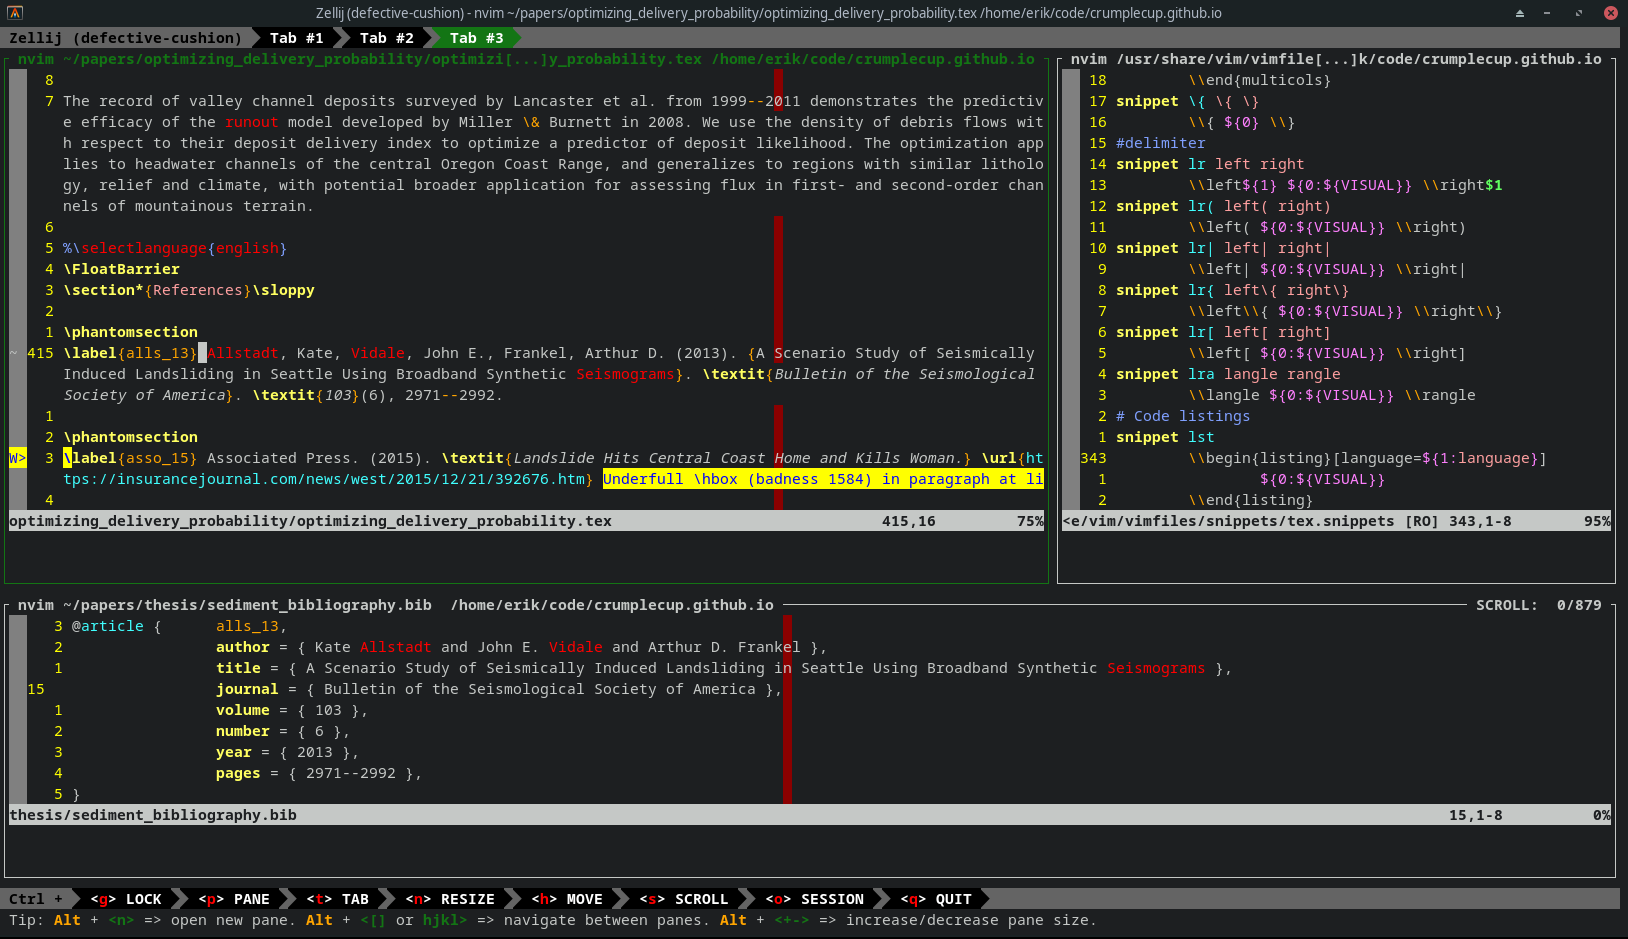 Zellij (defective-cushion) - nvim ~/papers/optimizing_delivery_probability/optimizing_delivery_probability.tex /home/erik/code/crumplecup.github.io
Zellij (defective-cushion) Tab #1 Tab #2 Tab #3
nvim ~/papers/optimizing_delivery_probability/optimizi[...]y_probability.tex /home/erik/code/crumplecup.github.io
8
7 The record of valley channel deposits surveyed by Lancaster et al. from 1999--2011 demonstrates the predictiv
e efficacy of the runout model developed by Miller \& Burnett in 2008. We use the density of debris flows wit
h respect to their deposit delivery index to optimize a predictor of deposit likelihood. The optimization app
lies to headwater channels of the central Oregon Coast Range, and generalizes to regions with similar litholo
gy, relief and climate, with potential broader application for assessing flux in first- and second-order chan
nels of mountainous terrain.
6
5 %\selectlanguage{english}
4 \FloatBarrier
3 \section*{References}\sloppy
2
1 \phantomsection
~ 415 \label{alls_13} Allstadt, Kate, Vidale, John E., Frankel, Arthur D. (2013). {A Scenario Study of Seismically
Induced Landsliding in Seattle Using Broadband Synthetic Seismograms}. \textit{Bulletin of the Seismological
Society of America}. \textit{103}(6), 2971--2992.
1
2 \phantomsection
W> 3 \label{asso_15} Associated Press. (2015). \textit{Landslide Hits Central Coast Home and Kills Woman.} \url{ht
tps://insurancejournal.com/news/west/2015/12/21/392676.htm} Underfull \hbox (badness 1584) in paragraph at li
4
optimizing_delivery_probability/optimizing_delivery_probability.tex 415,16 75%
nvim /usr/share/vim/vimfile[...]k/code/crumplecup.github.io
18 \\end{multicols}
17 snippet \{ \{ \}
16 \\{ ${0} \\}
15 #delimiter
14 snippet lr left right
13 \\left${1} ${0:${VISUAL}} \\right$1
12 snippet lr( left( right)
11 \\left( ${0:${VISUAL}} \\right)
10 snippet lr| left| right|
9 \\left| ${0:${VISUAL}} \\right|
8 snippet lr{ left\{ right\}
7 \\left\\{ ${0:${VISUAL}} \\right\\}
6 snippet lr[ left[ right]
5 \\left[ ${0:${VISUAL}} \\right]
4 snippet lra langle rangle
3 \\langle ${0:${VISUAL}} \\rangle
2 # Code listings
1 snippet lst
343 \\begin{listing}[language=${1:language}]
1 ${0:${VISUAL}}
2 \\end{listing}
<e/vim/vimfiles/snippets/tex.snippets [RO] 343,1-8 95%
nvim ~/papers/thesis/sediment_bibliography.bib /home/erik/code/crumplecup.github.io SCROLL: 0/879
3 @article { alls_13,
2 author = { Kate Allstadt and John E. Vidale and Arthur D. Frankel },
1 title = { A Scenario Study of Seismically Induced Landsliding in Seattle Using Broadband Synthetic Seismograms },
15 journal = { Bulletin of the Seismological Society of America },
1 volume = { 103 },
2 number = { 6 },
3 year = { 2013 },
4 pages = { 2971--2992 },
5 }
thesis/sediment_bibliography.bib 15,1-8 0%
Ctrl + <g> LOCK <p> PANE <t> TAB <n> RESIZE <h> MOVE <s> SCROLL <o> SESSION <q> QUIT
Tip: Alt + <n> => open new pane. Alt + <[] or hjkl> => navigate between panes. Alt + <+-> => increase/decrease pane size.